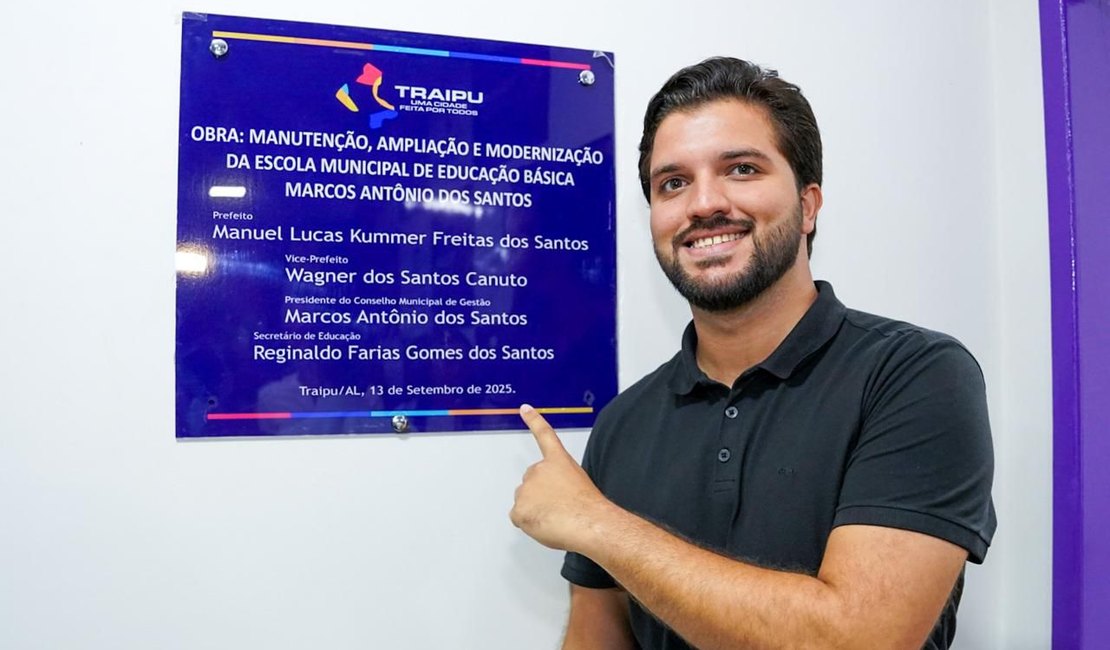 TRAIPU
UMA CIDADE
FEITA POR TODOS
OBRA: MANUTENÇÃO, AMPLIAÇÃO E MODERNIZAÇÃO
DA ESCOLA MUNICIPAL DE EDUCAÇÃO BÁSICA
MARCOS ANTÔNIO DOS SANTOS
Prefeito
Manuel Lucas Kummer Freitas dos Santos
Vice-Prefeito
Wagner dos Santos Canuto
Presidente do Conselho Municipal de Gestão
Marcos Antônio dos Santos
Secretário de Educação
Reginaldo Farias Gomes dos Santos
Traipu/AL, 13 de Setembro de 2025.